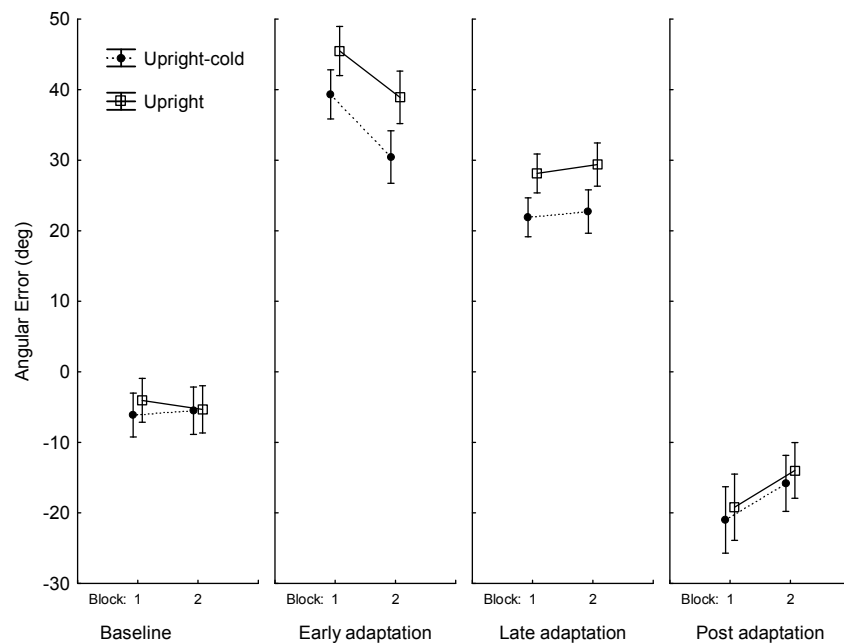 50
40
30
20
10
0
-10
-20
-30
Angular Error (deg)
Upright-cold
Upright
Block: 1 2
Block: 1 2
Block: 1 2
Block: 1 2
Baseline
Early adaptation
Late adaptation
Post adaptation